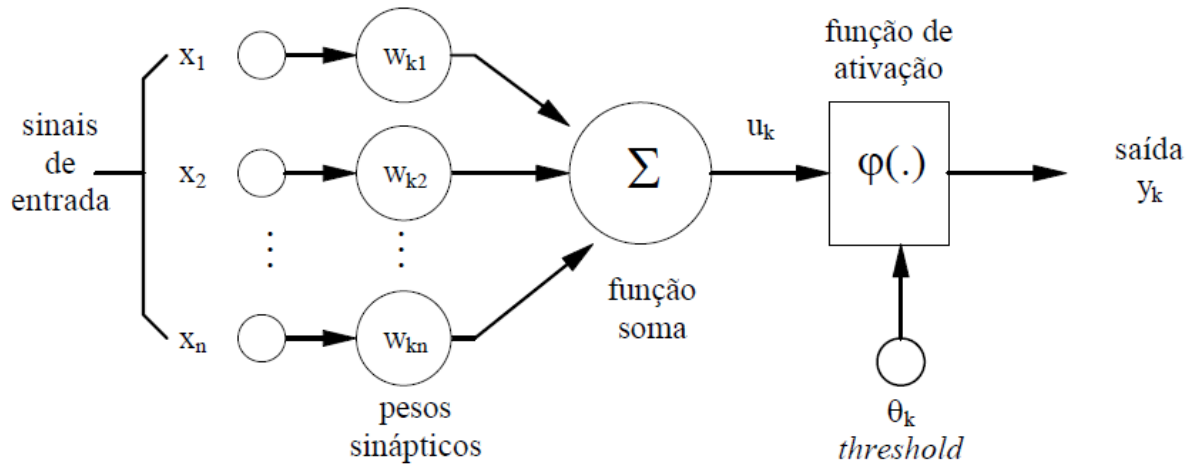 sinais
de
entrada
x1
x2
xn
wk1
wk2
wkn
pesos
sinápticos
Σ
função
soma
uk
função de
ativação
φ(.)
θk
threshold
saída
yk